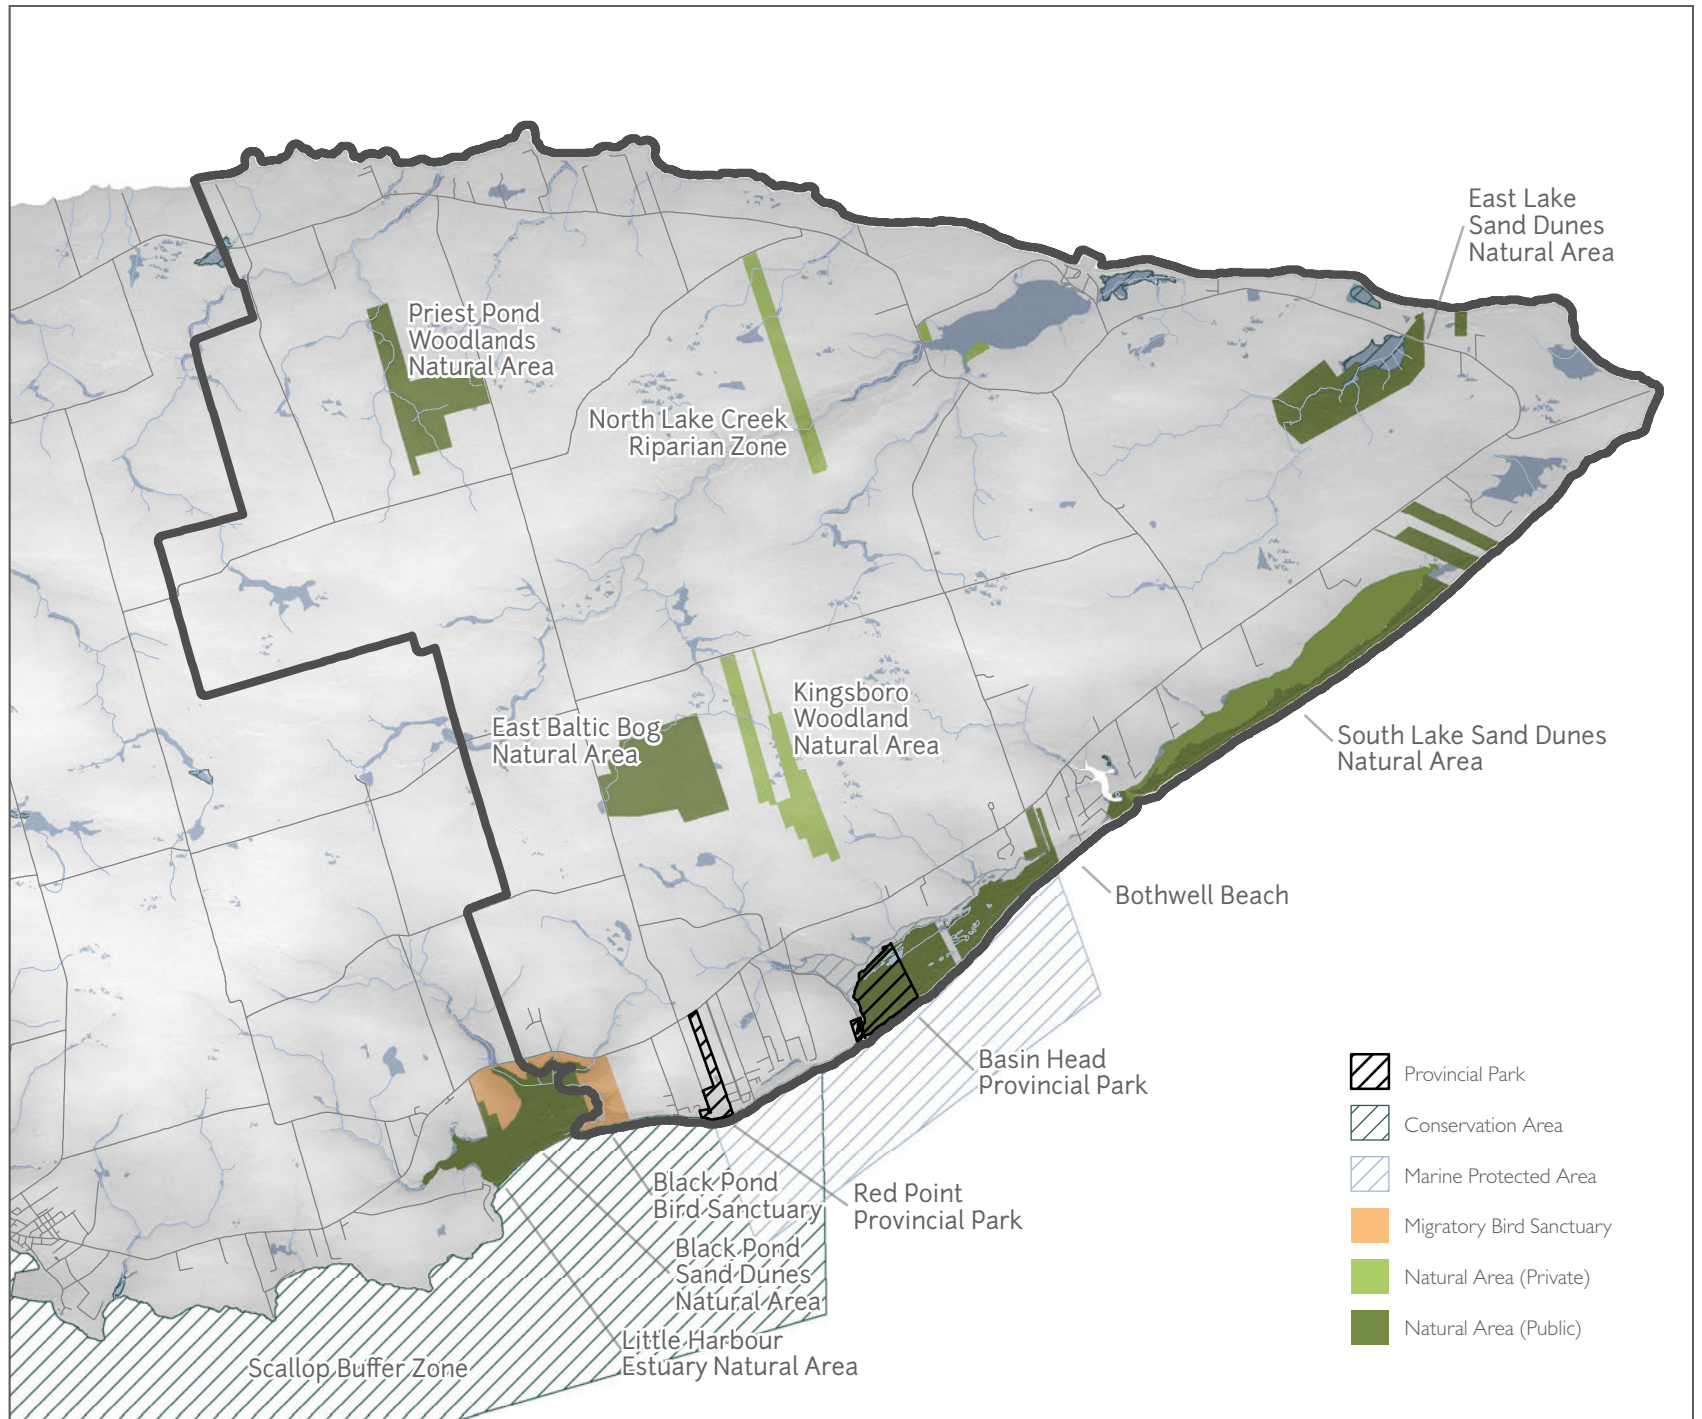 East Lake
Sand Dunes
Natural Area
Priest Pond
Woodlands
Natural Area
North Lake Creek
Riparian Zone
Kingsboro
Woodland
Natural Area
East Baltic Bog
Natural Area
South Lake Sand Dunes
Natural Area
Bothwell Beach
Basin Head
Provincial Park
Black Pond
Bird Sanctuary
Red Point
Provincial Park
Black Pond
Sand Dunes
Natural Area
Little Harbour
Estuary Natural Area
Scallop Buffer Zone
Provincial Park
Conservation Area
Marine Protected Area
Migratory Bird Sanctuary
Natural Area (Private)
Natural Area (Public)